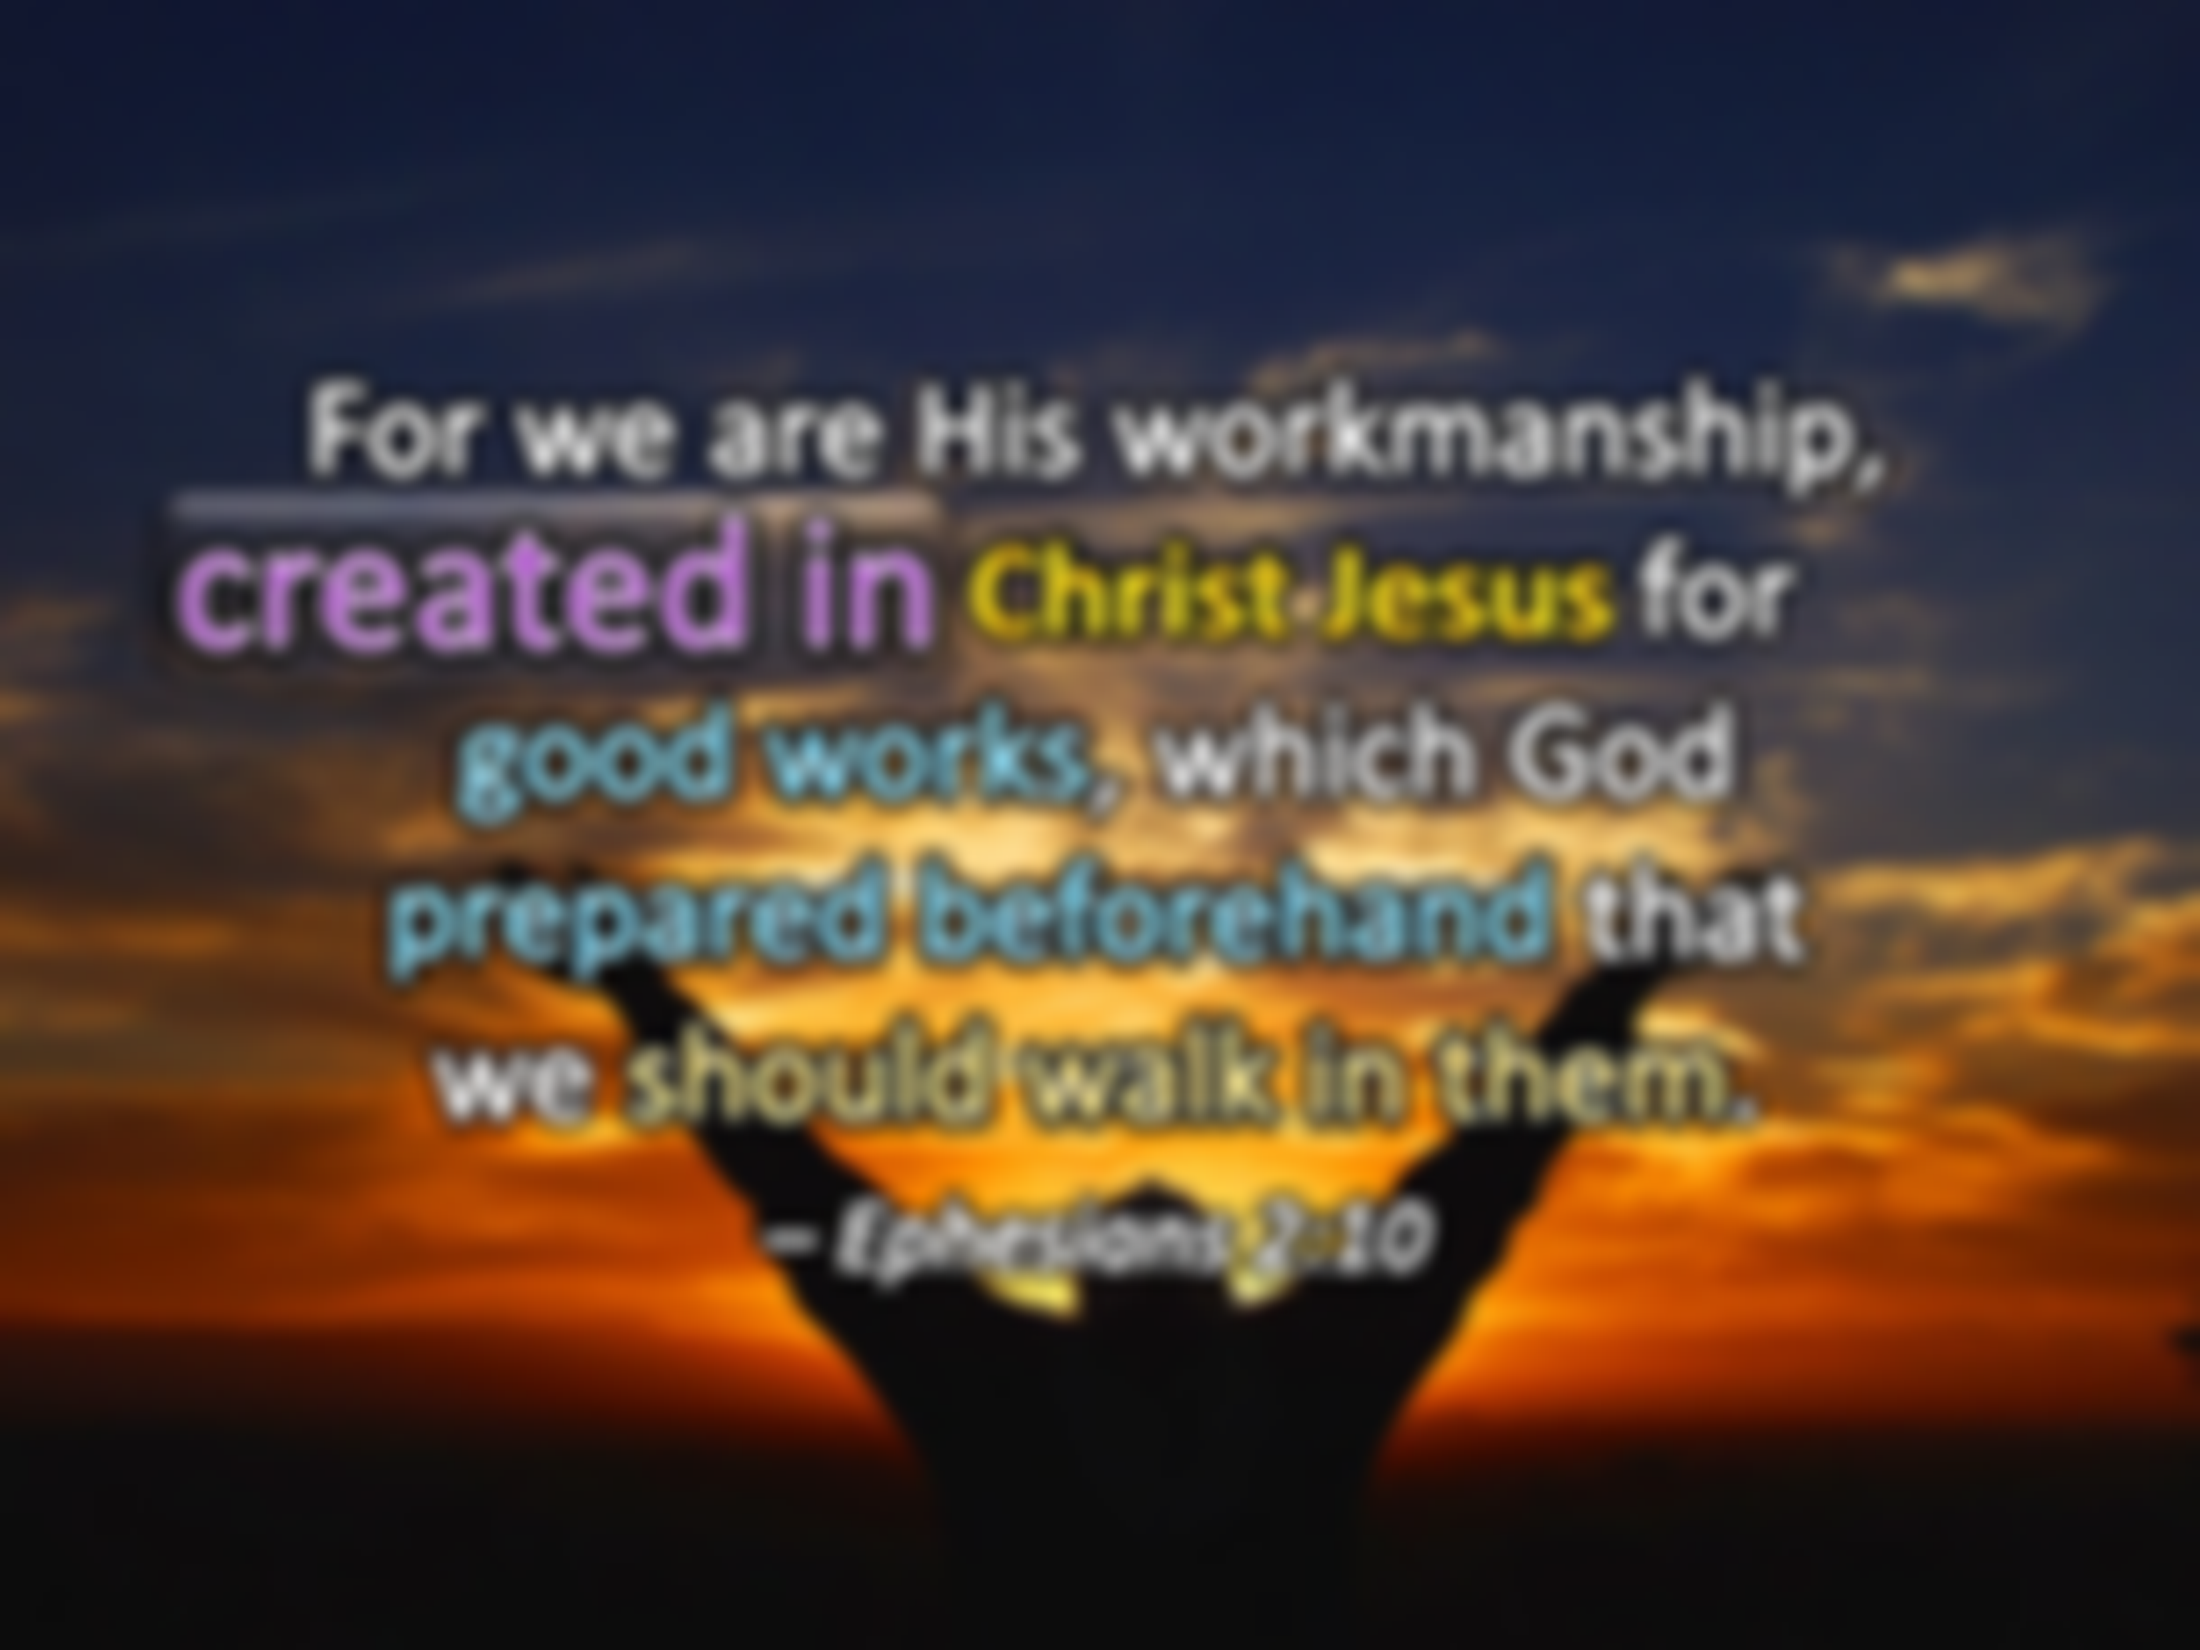 For we are His workmanship,
created in Christ Jesus for
good works, which God
prepared beforehand that
we should walk in them.
– Ephesians 2:10